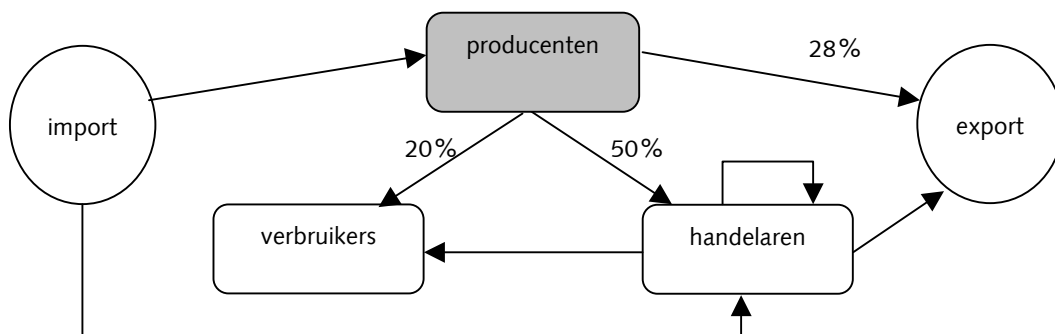 producenten
28%
import
export
20%
50%
verbruikers
handelaren